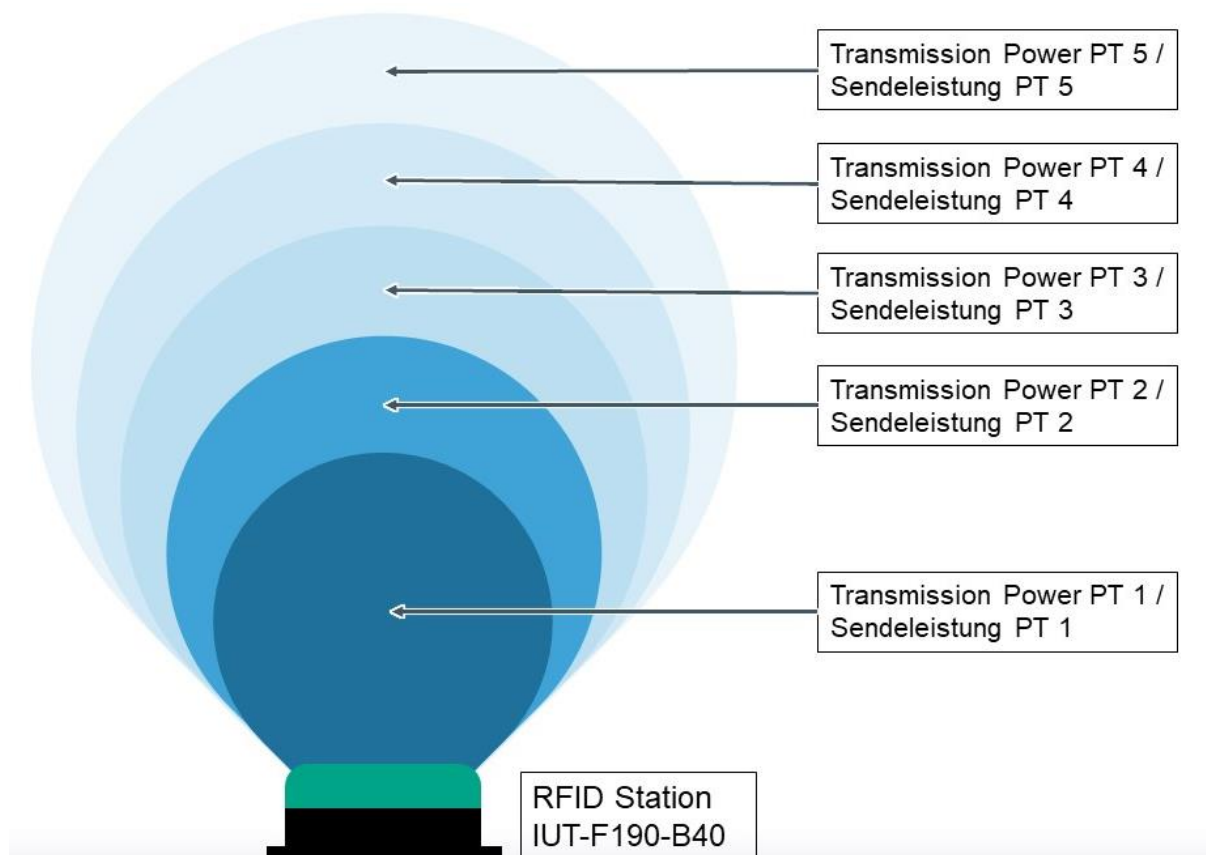 Transmission Power PT 5 /
Sendeleistung PT 5
Transmission Power PT 4 /
Sendeleistung PT 4
Transmission Power PT 3 /
Sendeleistung PT 3
Transmission Power PT 2 /
Sendeleistung PT 2
Transmission Power PT 1 /
Sendeleistung PT 1
RFID Station
IUT-F190-B40